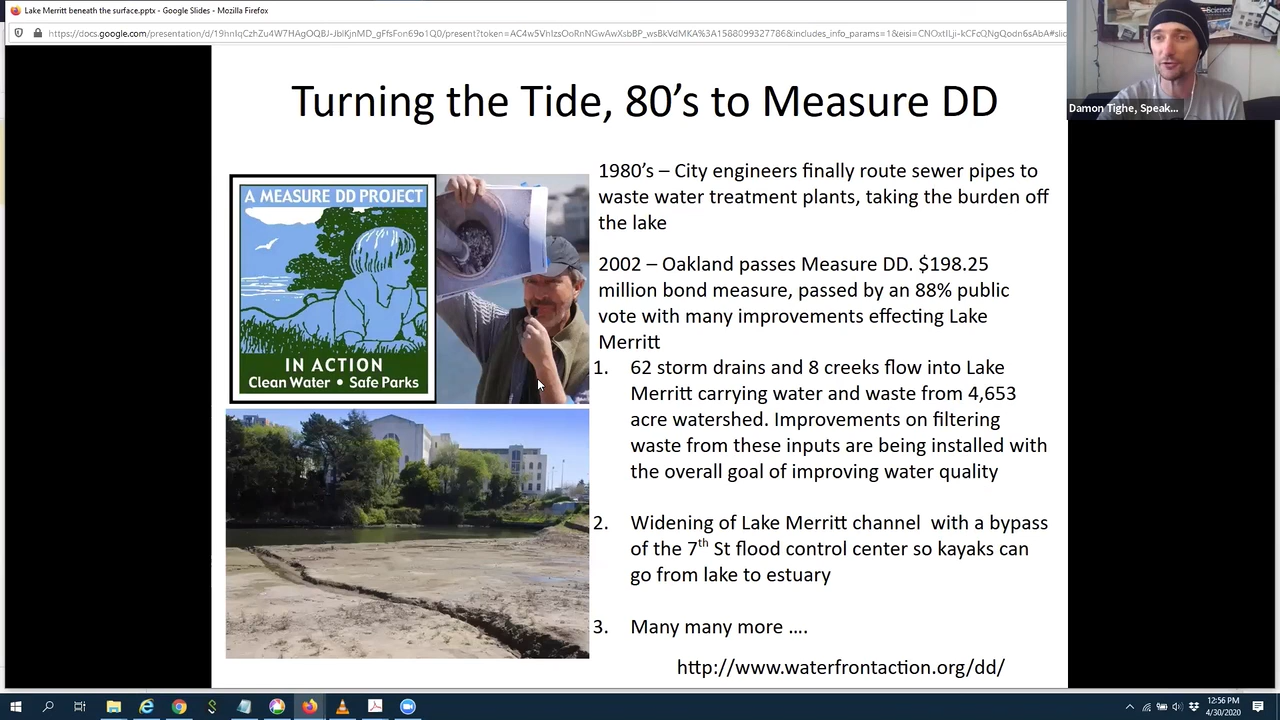 Lake Merritt beneath the surface.pptx - Google Slides - Mozilla Firefox
Science
Damon Tighe, Speak...
Turning the Tide, 80's to Measure DD
A MEASURE DD PROJECT
IN ACTION
Clean Water • Safe Parks
1980's – City engineers finally route sewer pipes to
waste water treatment plants, taking the burden off
the lake
2002 – Oakland passes Measure DD. $198.25
million bond measure, passed by an 88% public
vote with many improvements effecting Lake
Merritt
1. 62 storm drains and 8 creeks flow into Lake
Merritt carrying water and waste from 4,653
acre watershed. Improvements on filtering
waste from these inputs are being installed with
the overall goal of improving water quality
2. Widening of Lake Merritt channel with a bypass
of the 7th St flood control center so kayaks can
go from lake to estuary
3. Many many more ....
http://www.waterfrontaction.org/dd/
12:56 PM
4/30/2020